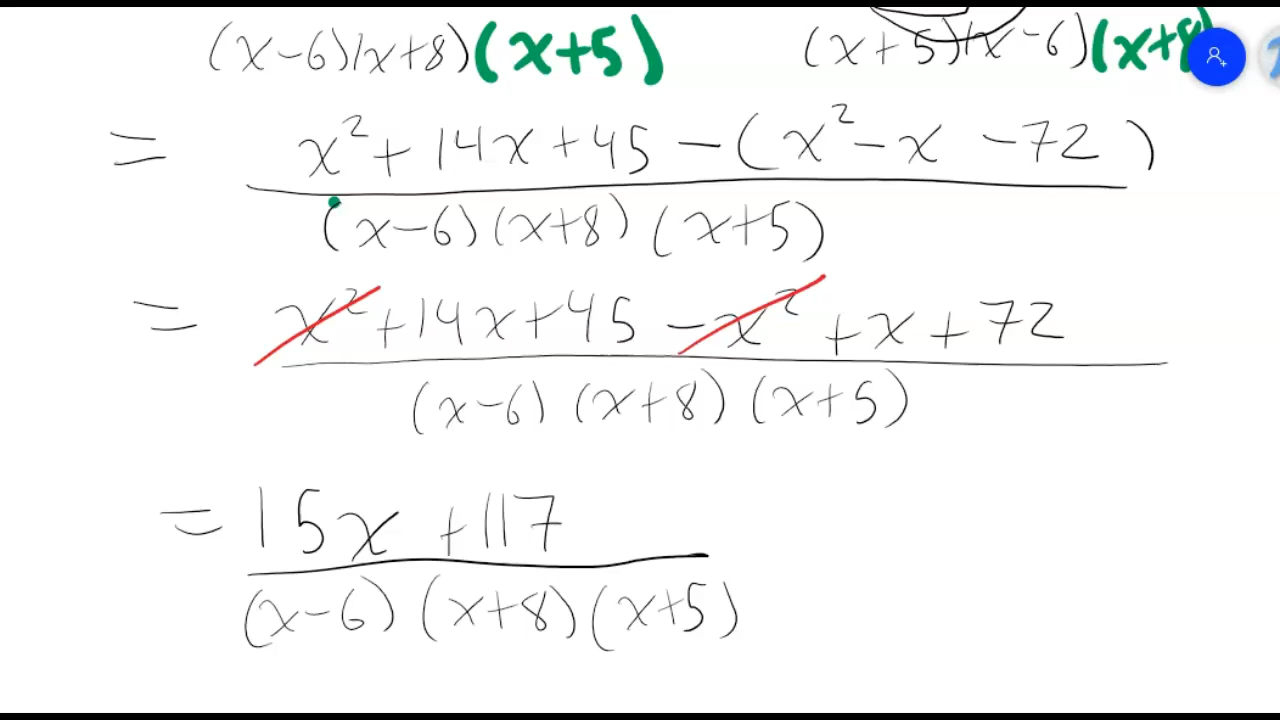 (x-6)(x+8)(x+5) (x+5)(x-6)(x+8)
= x² + 14x + 45 - (x² - x - 72)
(x-6)(x+8)(x+5)
= x² + 14x + 45 - x² + x + 72
(x-6)(x+8)(x+5)
= 15x + 117
(x-6)(x+8)(x+5)